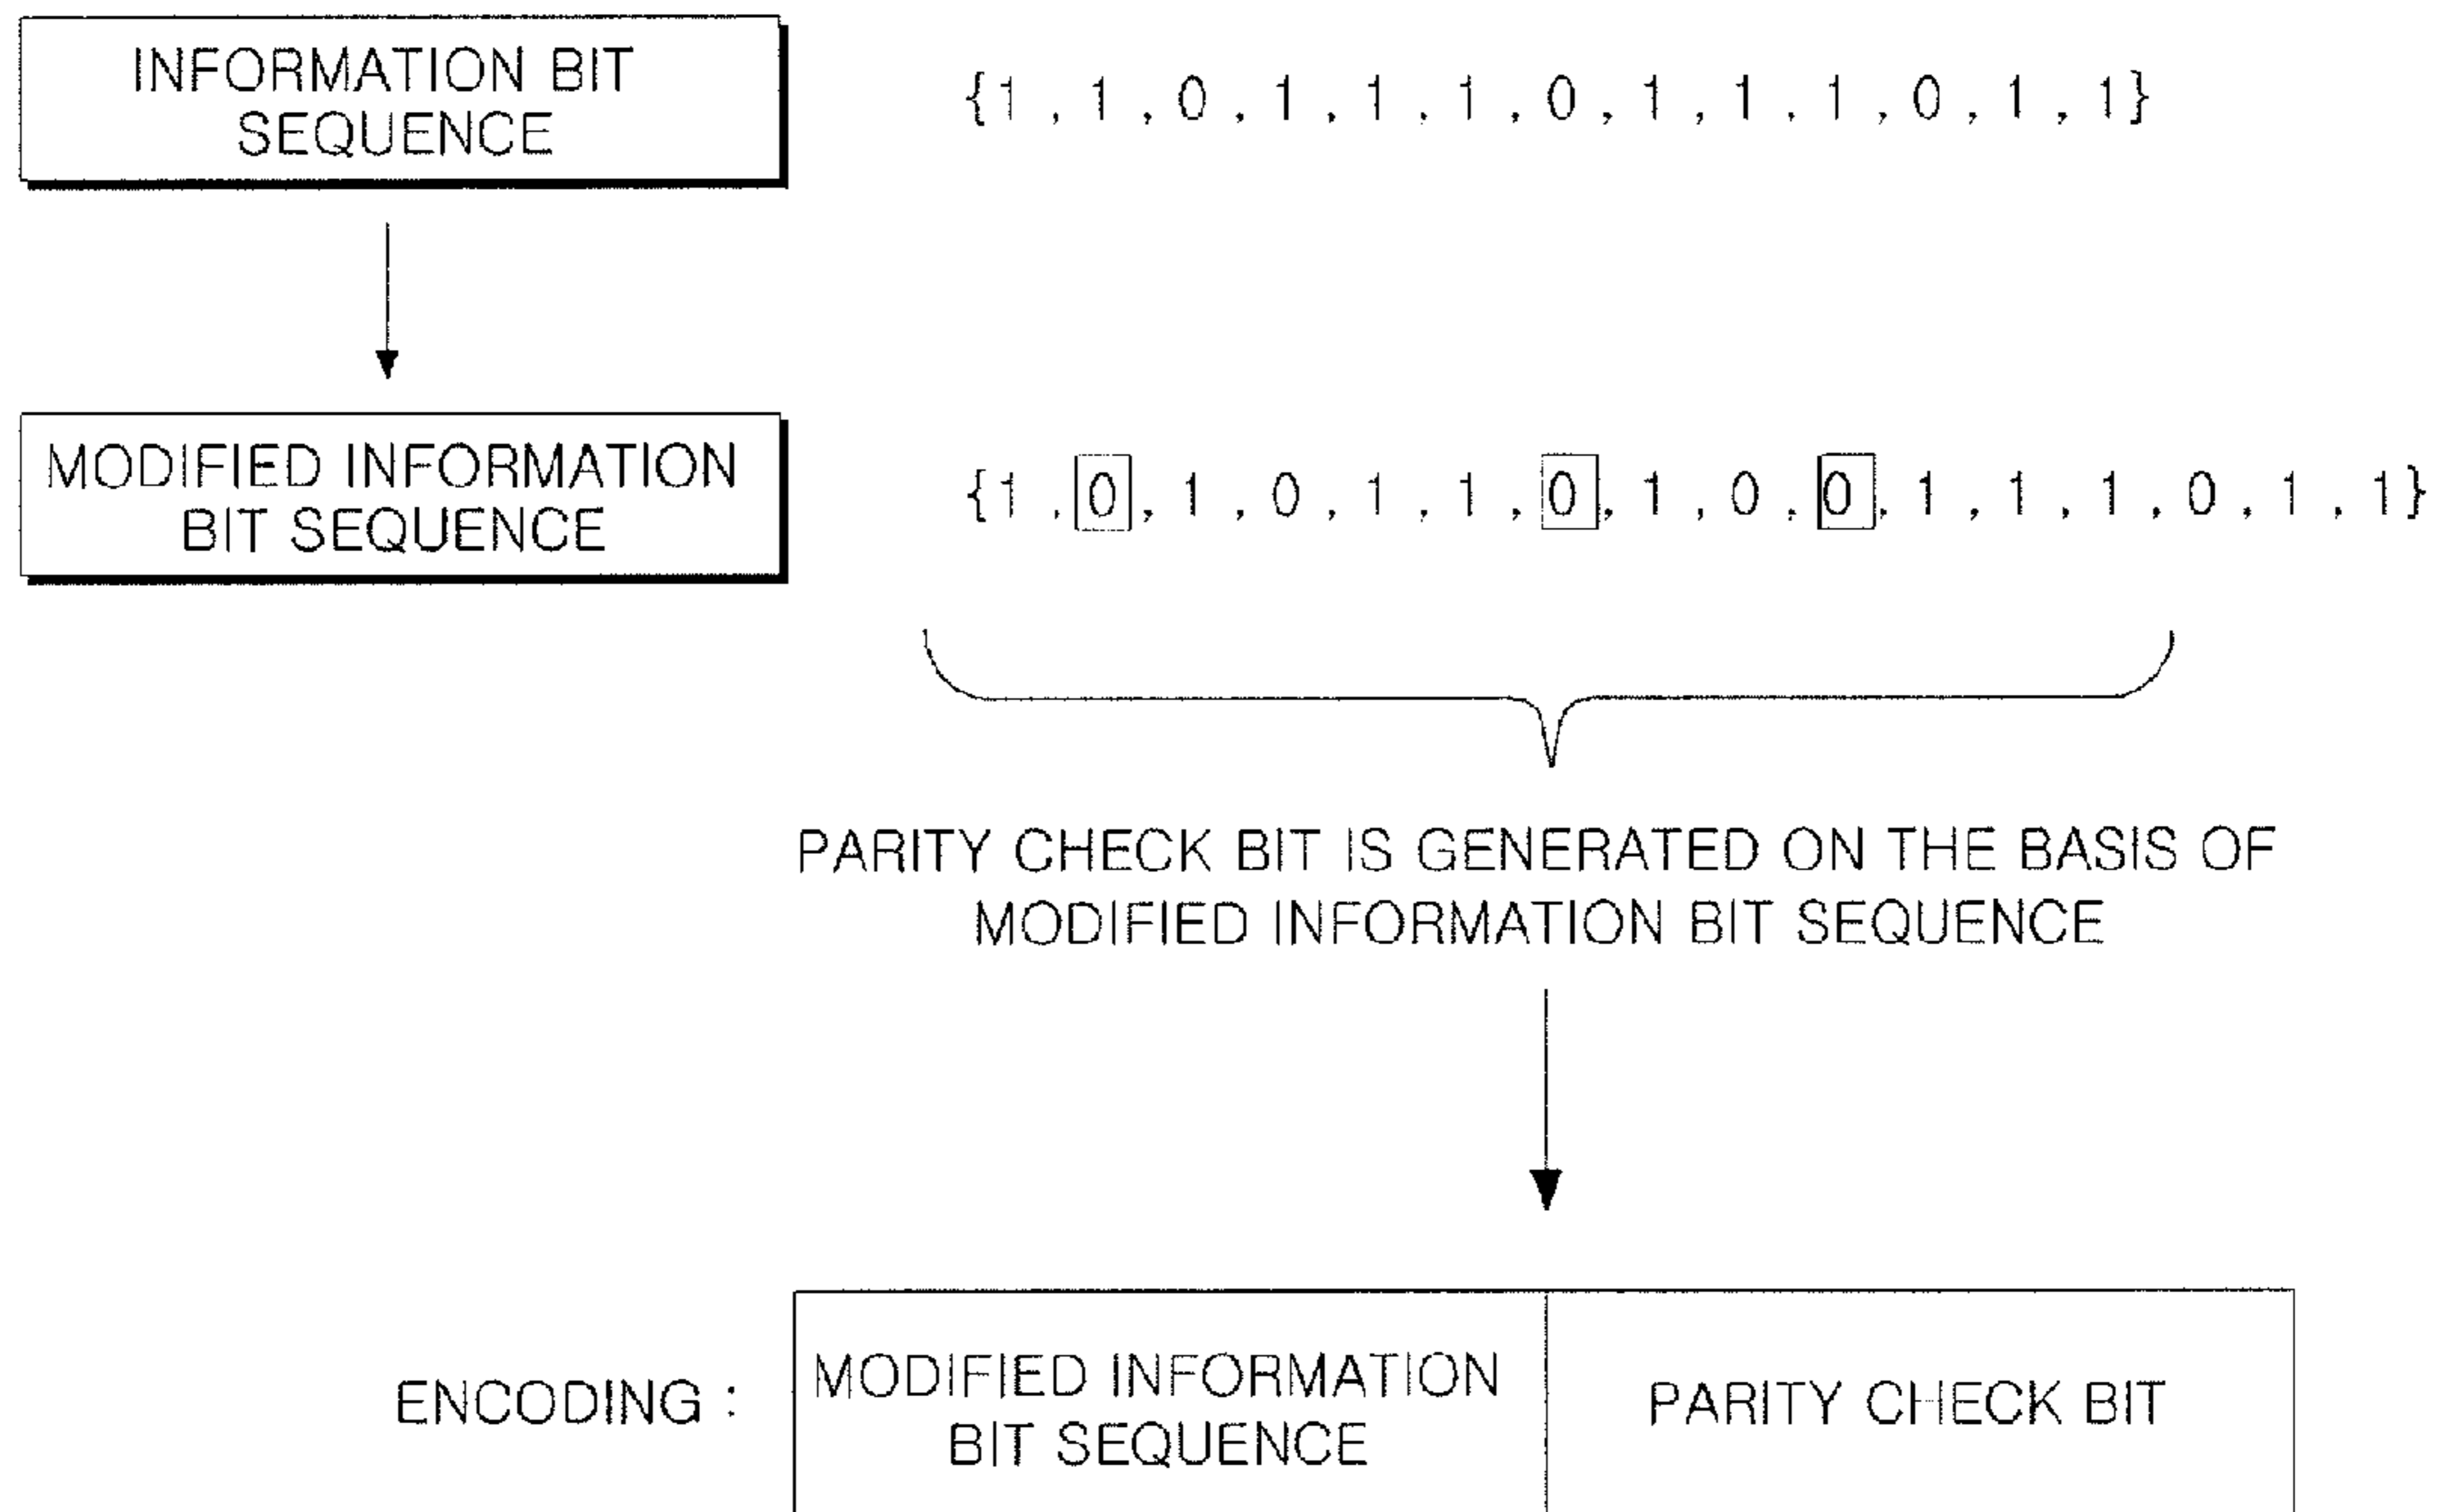 INFORMATION BIT
SEQUENCE
{1 , 1 , 0 , 1 , 1 , 1 , 0 , 1 , 1 , 1 , 0 , 1 , 1}
MODIFIED INFORMATION
BIT SEQUENCE
{1 , 0 , 1 , 0 , 1 , 1 , 0 , 1 , 0 , 0 , 1 , 1 , 1 , 0 , 1 , 1}
PARITY CHECK BIT IS GENERATED ON THE BASIS OF
MODIFIED INFORMATION BIT SEQUENCE
ENCODING :
MODIFIED INFORMATION
BIT SEQUENCE
PARITY CHECK BIT